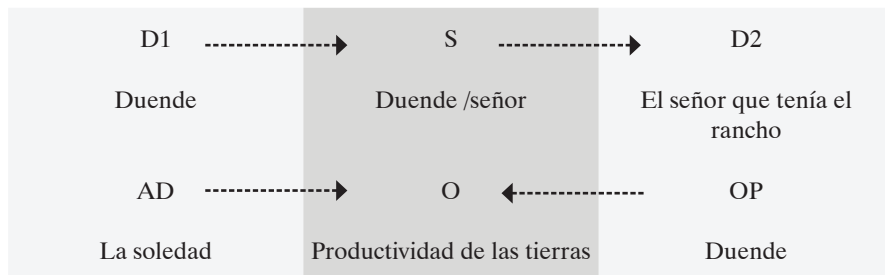 D1 S D2
Duende Duende /señor El señor que tenía el
rancho
AD O OP
La soledad Productividad de las tierras Duende